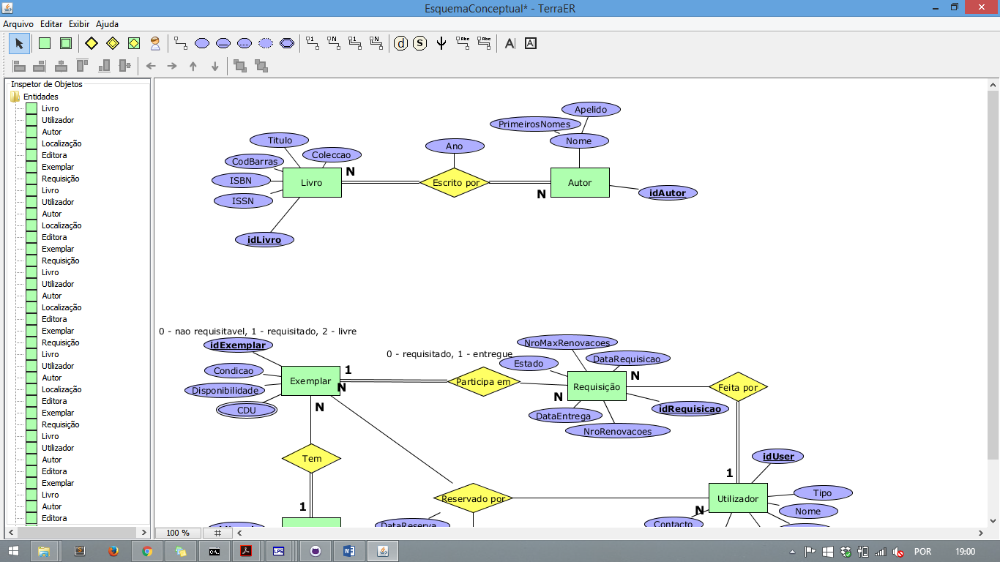 EsquemaConceptual* - TerraER
Arquivo Editar Exibir Ajuda
1 N 1 N d S Abc Abc A A
Inspetor de Objetos
Entidades
Livro
Utilizador
Autor
Localização
Editora
Exemplar
Requisição
Livro
Utilizador
Autor
Localização
Editora
Exemplar
Requisição
Livro
Utilizador
Autor
Localização
Editora
Exemplar
Requisição
Livro
Utilizador
Autor
Localização
Editora
Exemplar
Requisição
Livro
Utilizador
Autor
Editora
Exemplar
Livro
Autor
Editora
Apelido
PrimeirosNomes
Titulo
Nome
Ano
Coleccao
CodBarras
N
ISBN
Livro
Escrito por
Autor
N
idAutor
ISSN
idLivro
0 - nao requisitavel, 1 - requisitado, 2 - livre
idExemplar
NroMaxRenovacoes
0 - requisitado, 1 - entregue
Estado
DataRequisicao
Condicao
1
N
Exemplar
Participa em
Requisição
Feita por
N
Disponibilidade
N
N
CDU
idRequisicao
DataEntrega
NroRenovacoes
Tem
idUser
1
Tipo
Reservado por
Utilizador
1
N
Nome
DataReserva
Contacto
100 %
LPS
POR
19:00